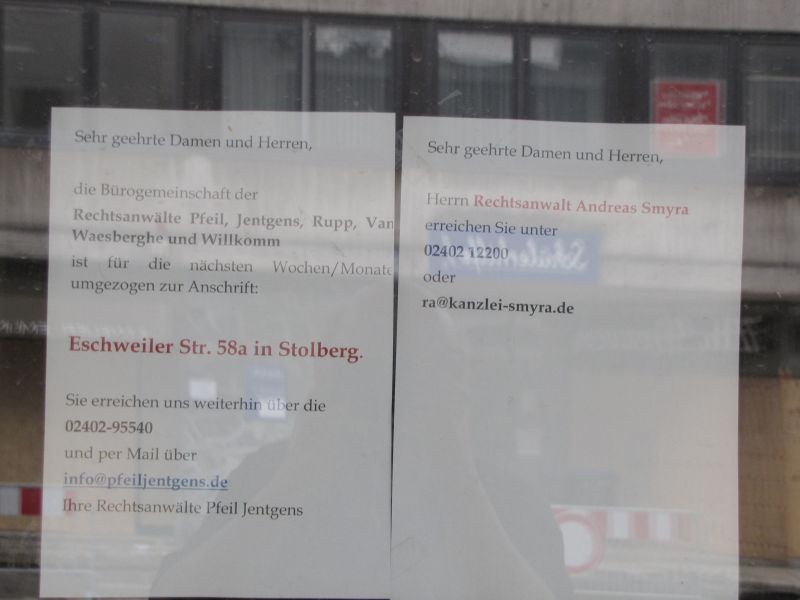 Sehr geehrte Damen und Herren,
die Bürogemeinschaft der
Rechtsanwälte Pfeil, Jentgens, Rupp, Van
Waesberghe und Willkomm
ist für die nächsten Wochen/Monate
umgezogen zur Anschrift:
Eschweiler Str. 58a in Stolberg.
Sie erreichen uns weiterhin über die
02402-95540
und per Mail über
info@pfeiljentgens.de
Ihre Rechtsanwälte Pfeil Jentgens
Sehr geehrte Damen und Herren,
Herrn Rechtsanwalt Andreas Smyra
erreichen Sie unter
02402 12200
oder
ra@kanzlei-smyra.de